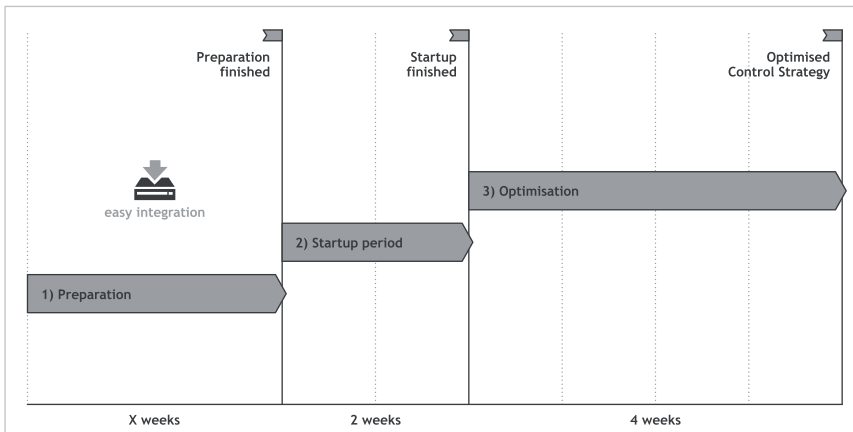 Preparation
finished
Startup
finished
Optimised
Control Strategy
easy integration
3) Optimisation
2) Startup period
1) Preparation
X weeks
2 weeks
4 weeks